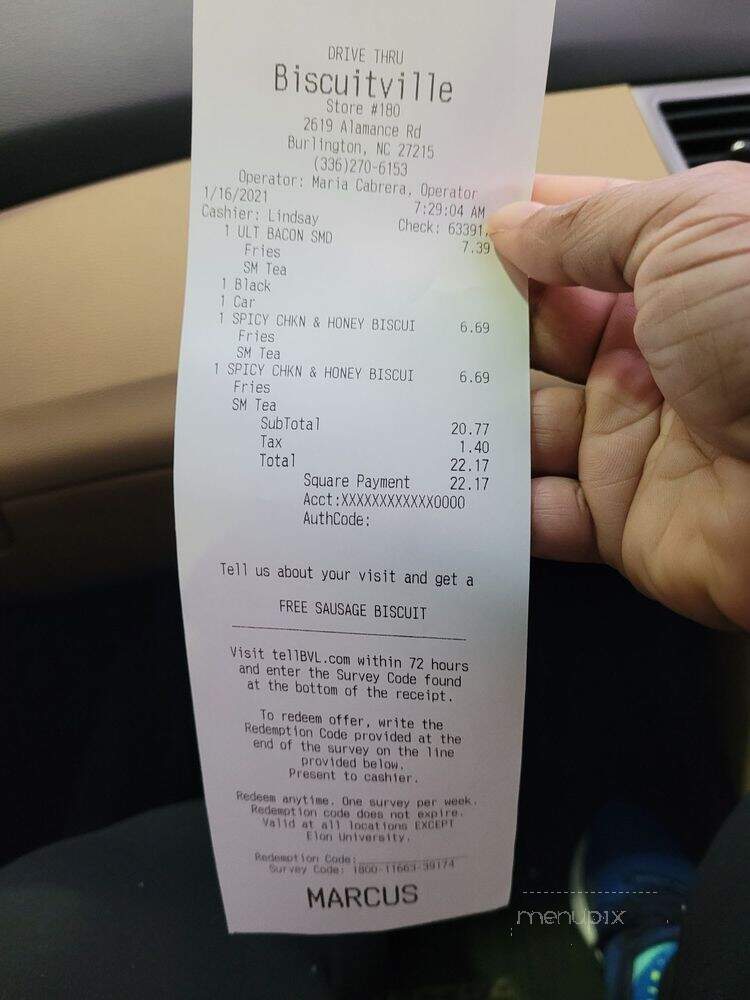 DRIVE THRU
Biscuitville
Store #180
2619 Alamance Rd
Burlington, NC 27215
(336)270-6153
Operator: Maria Cabrera, Operator
1/16/2021 7:29:04 AM
Cashier: Lindsay Check: 63391,
1 ULT BACON SMD 7.39
Fries
SM Tea
1 Black
1 Car
1 SPICY CHKN & HONEY BISCUI 6.69
Fries
SM Tea
1 SPICY CHKN & HONEY BISCUI 6.69
Fries
SM Tea
SubTotal 20.77
Tax 1.40
Total 22.17
Square Payment 22.17
Acct:XXXXXXXXXXXX0000
AuthCode:
Tell us about your visit and get a
FREE SAUSAGE BISCUIT
Visit tellBVL.com within 72 hours
and enter the Survey Code found
at the bottom of the receipt.
To redeem offer, write the
Redemption Code provided at the
end of the survey on the line
provided below.
Present to cashier.
Redeem anytime. One survey per week.
Redemption code does not expire.
Valid at all locations EXCEPT
Elon University.
Redemption Code:
Survey Code: 1800-11663-39174
MARCUS
menupix